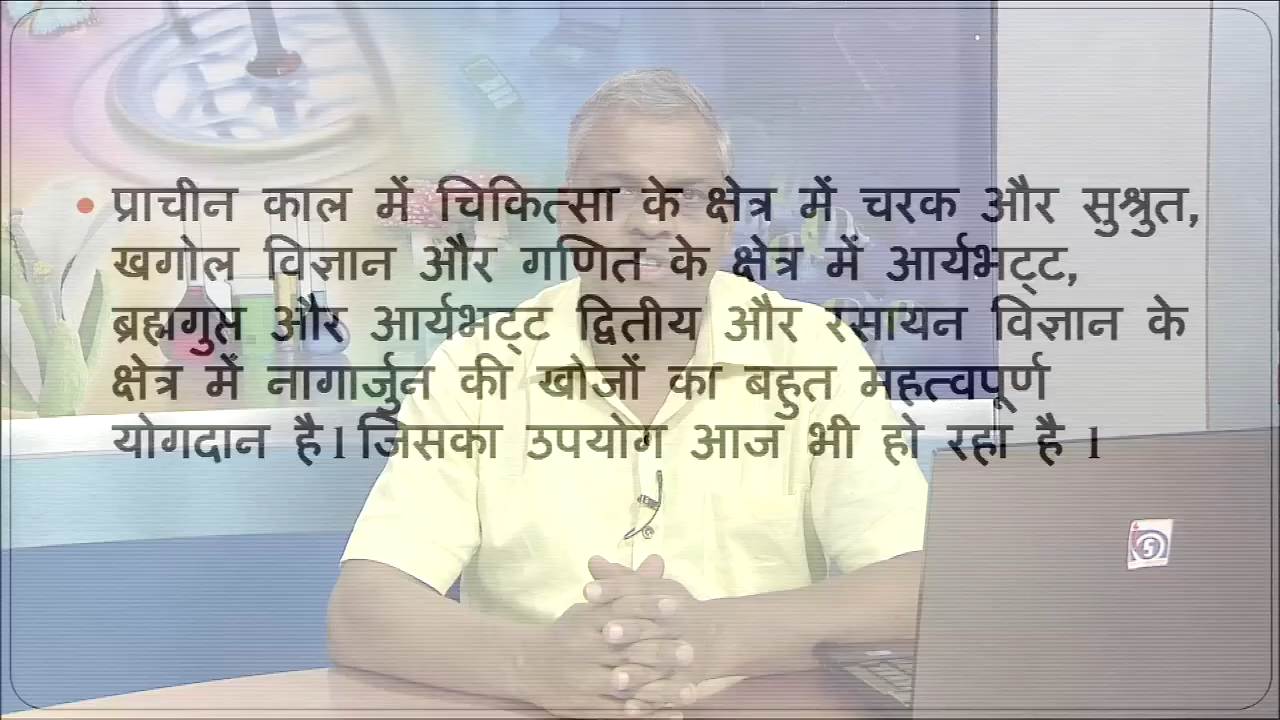 • प्राचीन काल में चिकित्सा के क्षेत्र में चरक और सुश्रुत,
खगोल विज्ञान और गणित के क्षेत्र में आर्यभट्ट,
ब्रह्मगुप्त और आर्यभट्ट द्वितीय और रसायन विज्ञान के
क्षेत्र में नागार्जुन की खोजों का बहुत महत्वपूर्ण
योगदान है। जिसका उपयोग आज भी हो रहा है ।
5